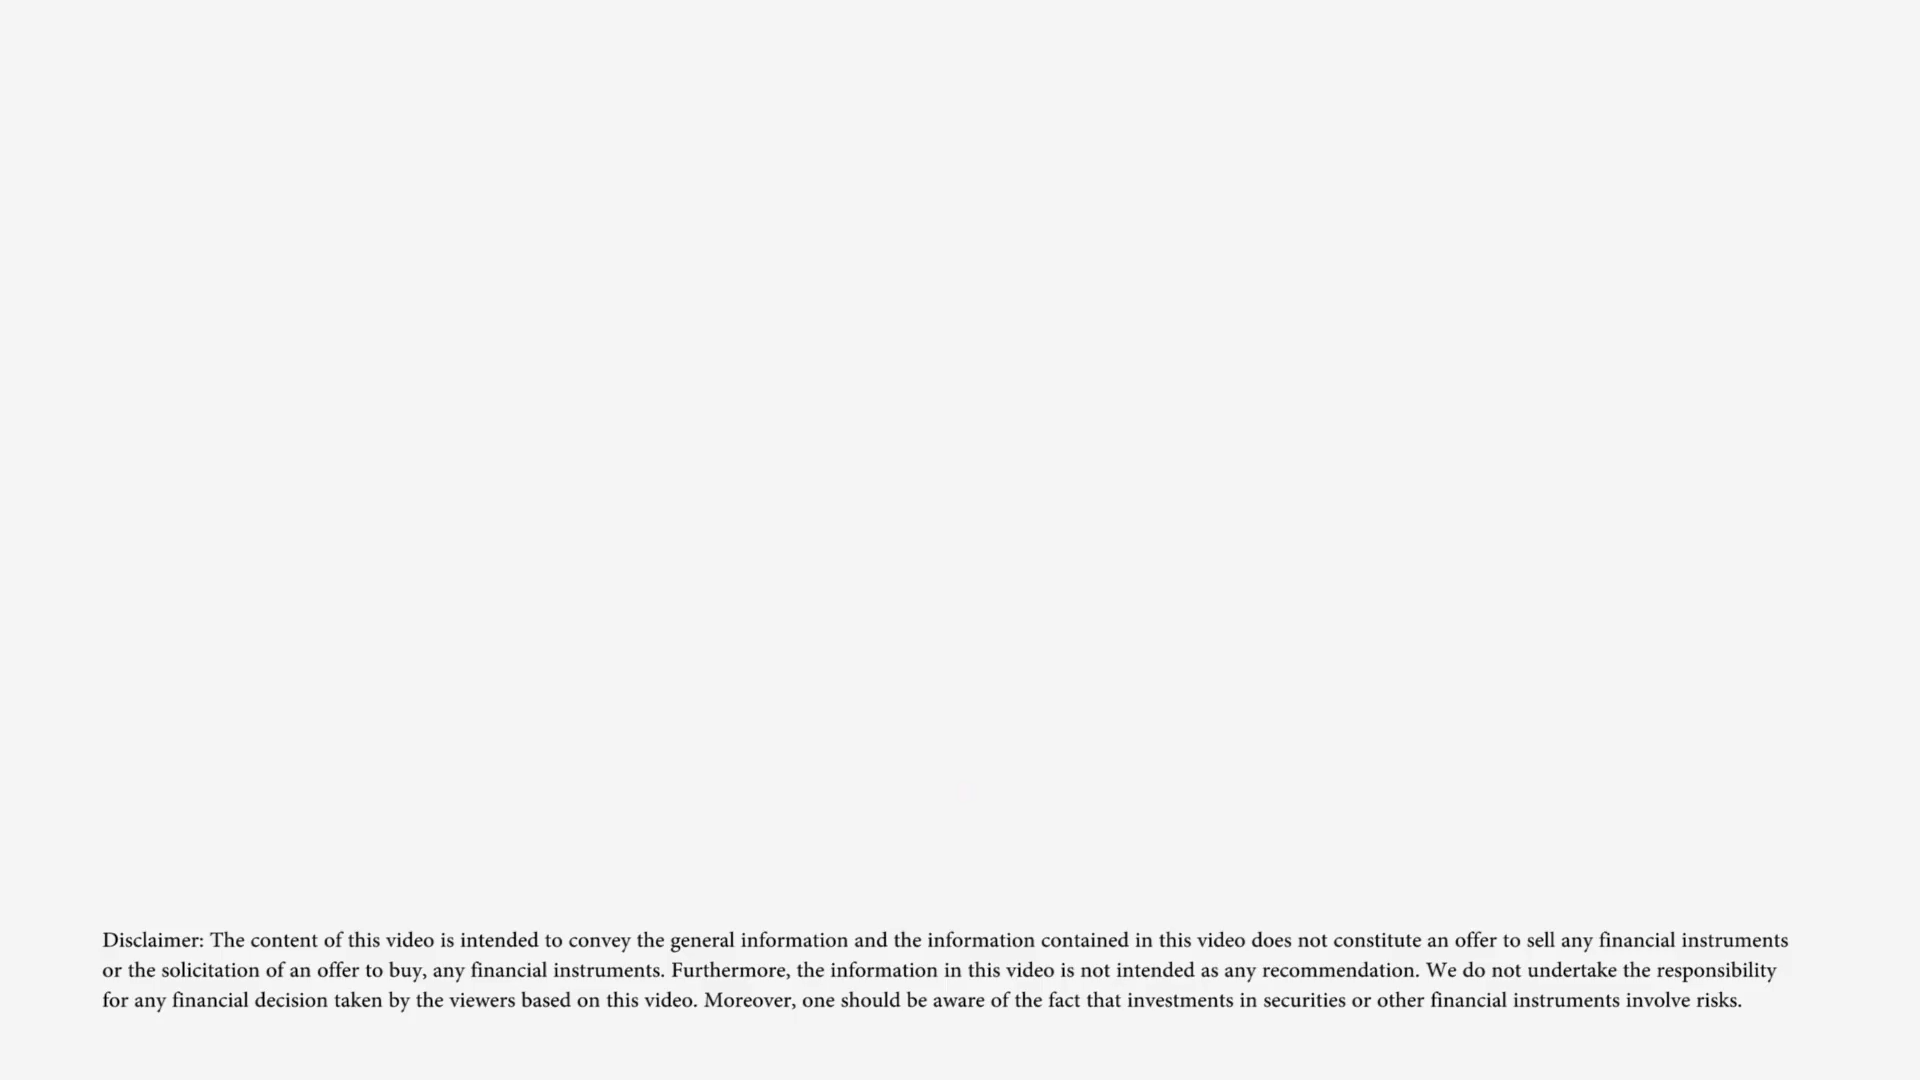 Disclaimer: The content of this video is intended to convey the general information and the information contained in this video does not constitute an offer to sell any financial instruments
or the solicitation of an offer to buy, any financial instruments. Furthermore, the information in this video is not intended as any recommendation. We do not undertake the responsibility
for any financial decision taken by the viewers based on this video. Moreover, one should be aware of the fact that investments in securities or other financial instruments involve risks.